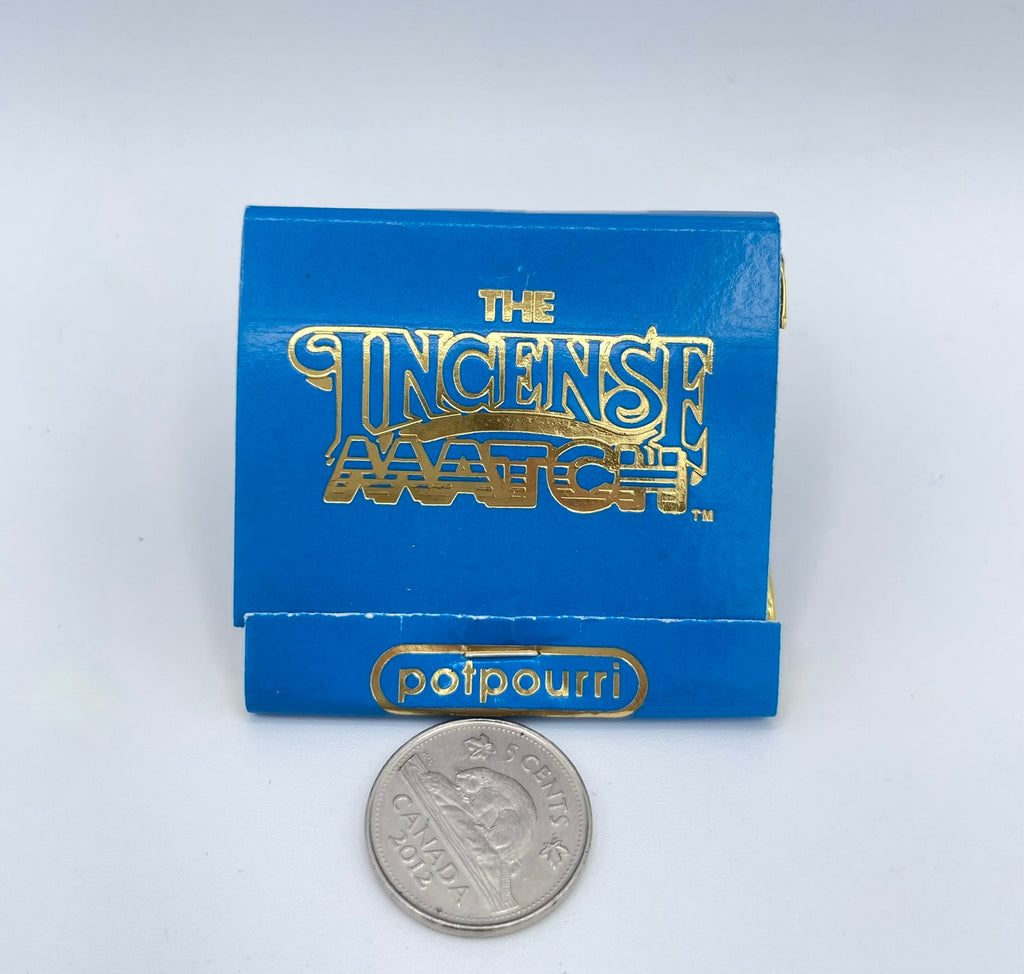 THE
INCENSE
MATCH
TM
potpourri
5 CENTS
CANADA
2012